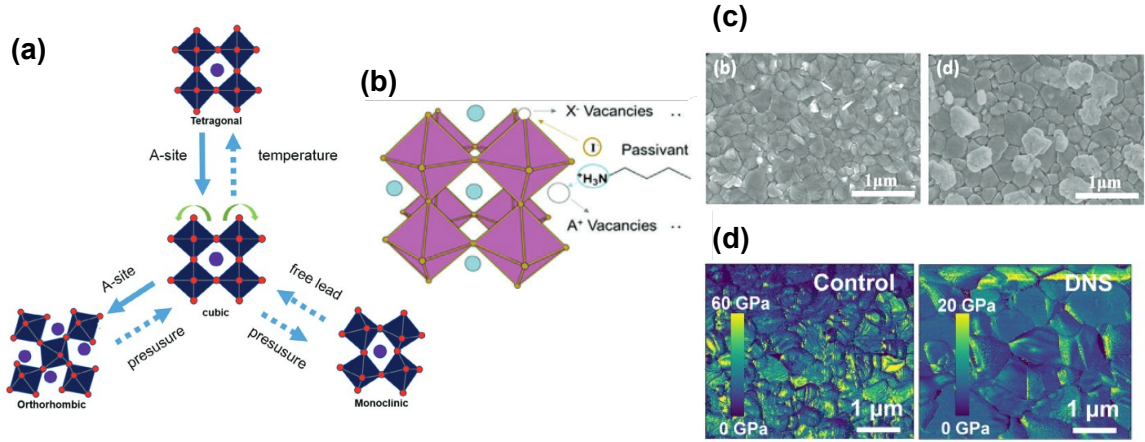 (a)
Tetragonal
A-site
temperature
A-site
presusure
cubic
free lead
presusure
Orthorhombic
Monoclinic
(b)
X⁻ Vacancies ..
I⁻
Passivant
⁺H₃N
A⁺ Vacancies ..
(c)
(b)
1µm
(d)
1µm
(d)
Control
60 GPa
0 GPa
1 µm
DNS
20 GPa
0 GPa
1 µm